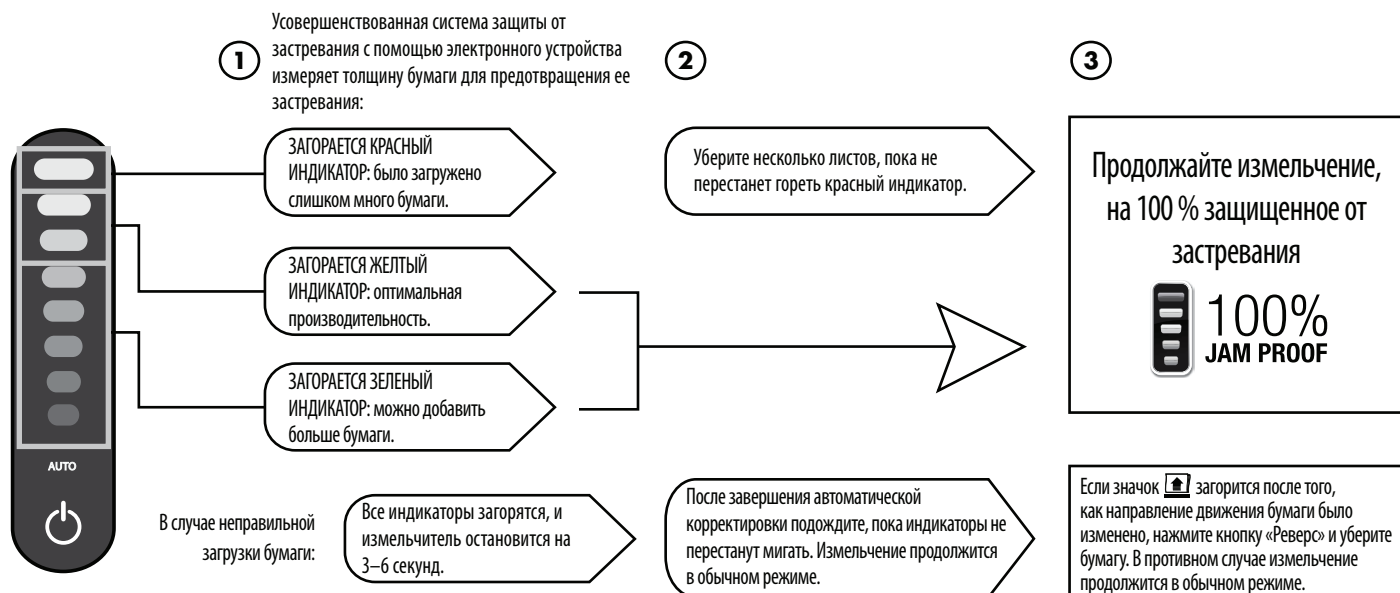 1
Усовершенствованная система защиты от
застревания с помощью электронного устройства
измеряет толщину бумаги для предотвращения ее
застревания:
ЗАГОРАЕТСЯ КРАСНЫЙ
ИНДИКАТОР: было загружено
слишком много бумаги.
ЗАГОРАЕТСЯ ЖЕЛТЫЙ
ИНДИКАТОР: оптимальная
производительность.
ЗАГОРАЕТСЯ ЗЕЛЕНЫЙ
ИНДИКАТОР: можно добавить
больше бумаги.
AUTO
2
Уберите несколько листов, пока не
перестанет гореть красный индикатор.
3
Продолжайте измельчение,
на 100 % защищенное от
застревания
100%
JAM PROOF
В случае неправильной
загрузки бумаги:
Все индикаторы загорятся, и
измельчитель остановится на
3–6 секунд.
После завершения автоматической
корректировки подождите, пока индикаторы не
перестанут мигать. Измельчение продолжится
в обычном режиме.
Если значок загорится после того,
как направление движения бумаги было
изменено, нажмите кнопку «Реверс» и уберите
бумагу. В противном случае измельчение
продолжится в обычном режиме.